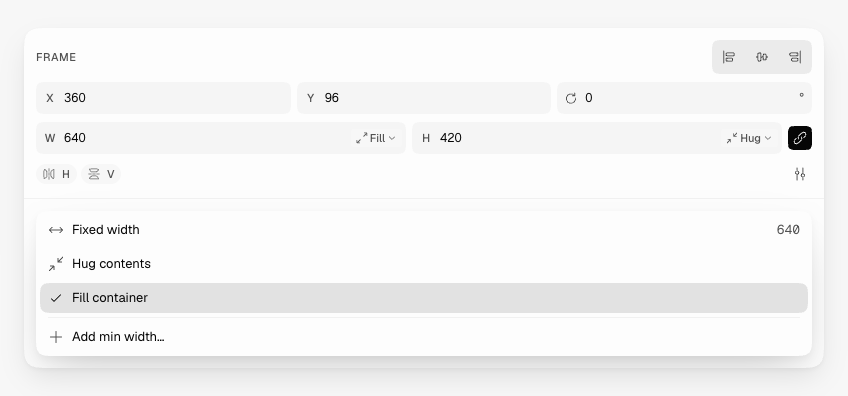 FRAME
X 360 Y 96 0 °
W 640 Fill H 420 Hug
H V
Fixed width 640
Hug contents
Fill container
Add min width...